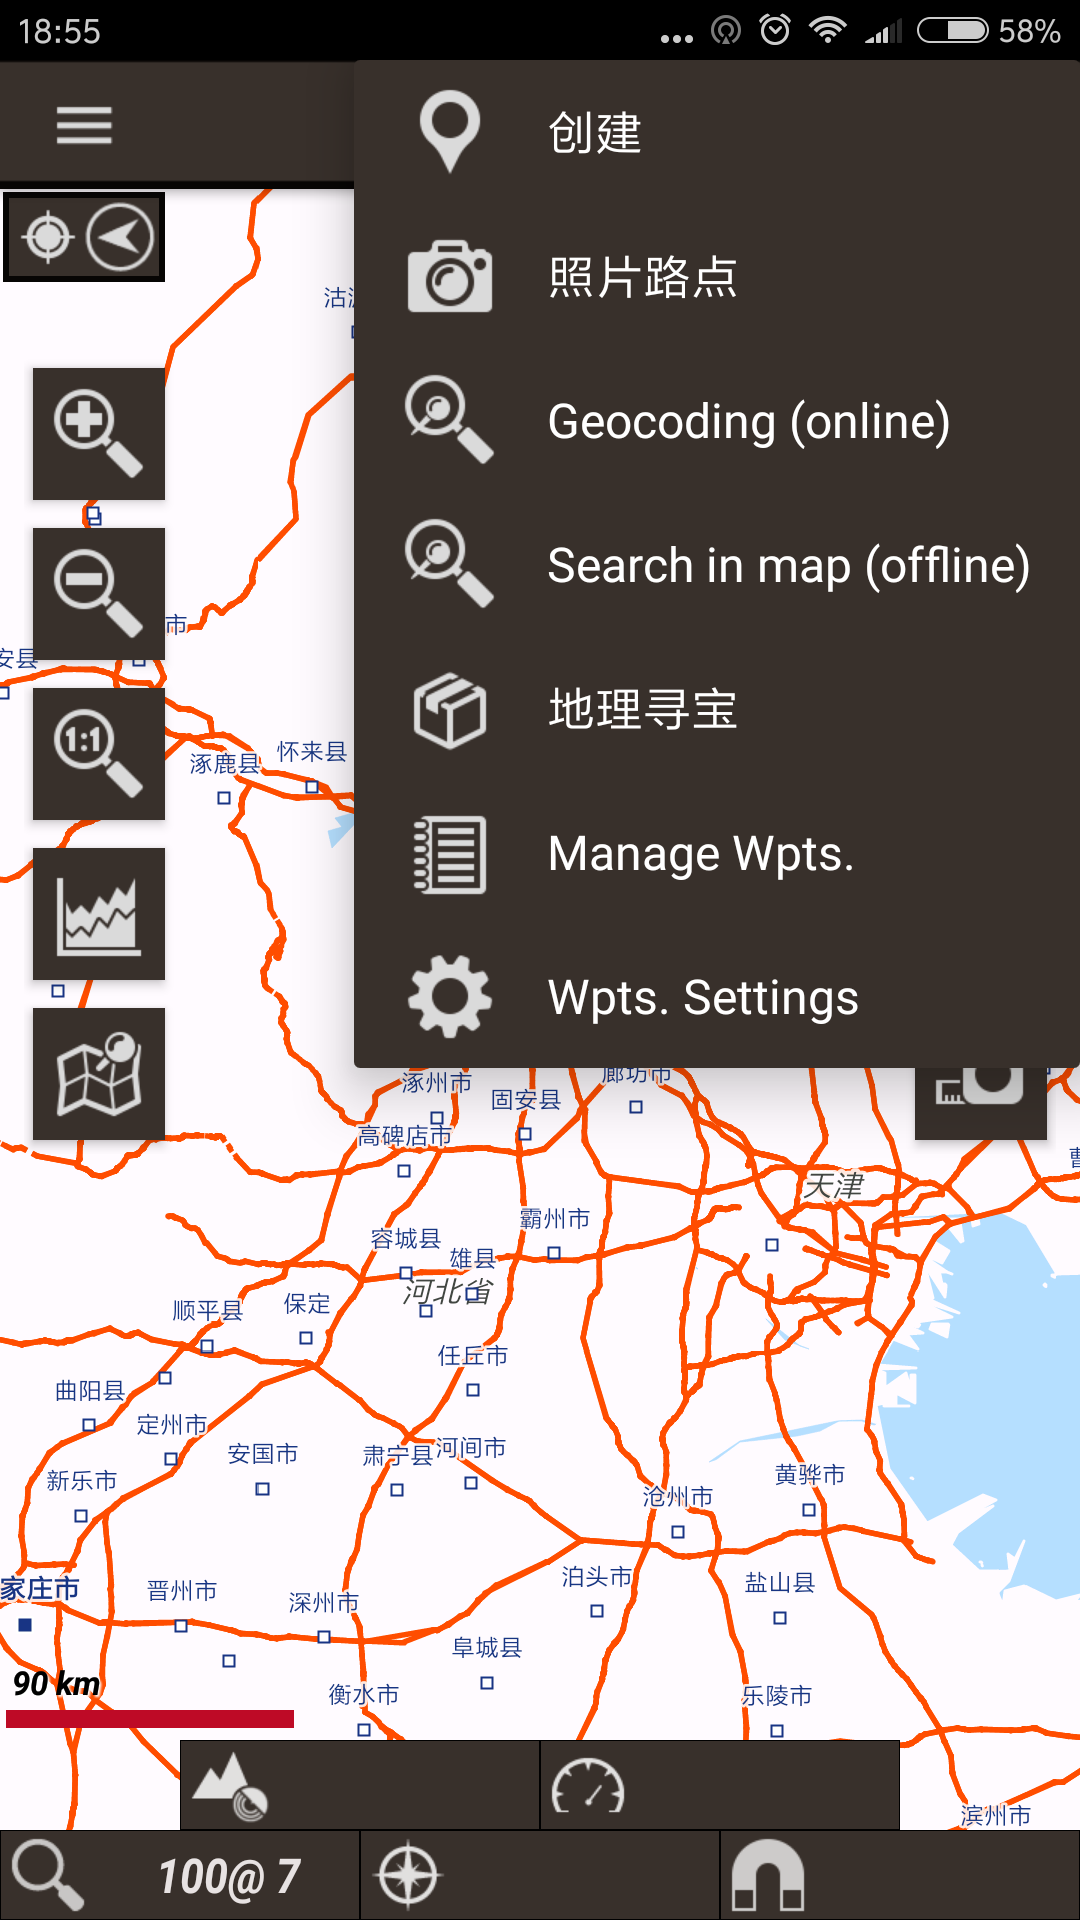 18:55
58%
创建
照片路点
Geocoding (online)
Search in map (offline)
地理寻宝
Manage Wpts.
Wpts. Settings
1:1
市
安县
涿鹿县
怀来县
涿州市
固安县
廊坊市
高碑店市
天津
霸州市
容城县
雄县
河北省
顺平县
保定
任丘市
曲阳县
定州市
安国市
肃宁县
河间市
新乐市
黄骅市
沧州市
家庄市
晋州市
深州市
泊头市
盐山县
阜城县
90 km
衡水市
乐陵市
滨州市
100@ 7